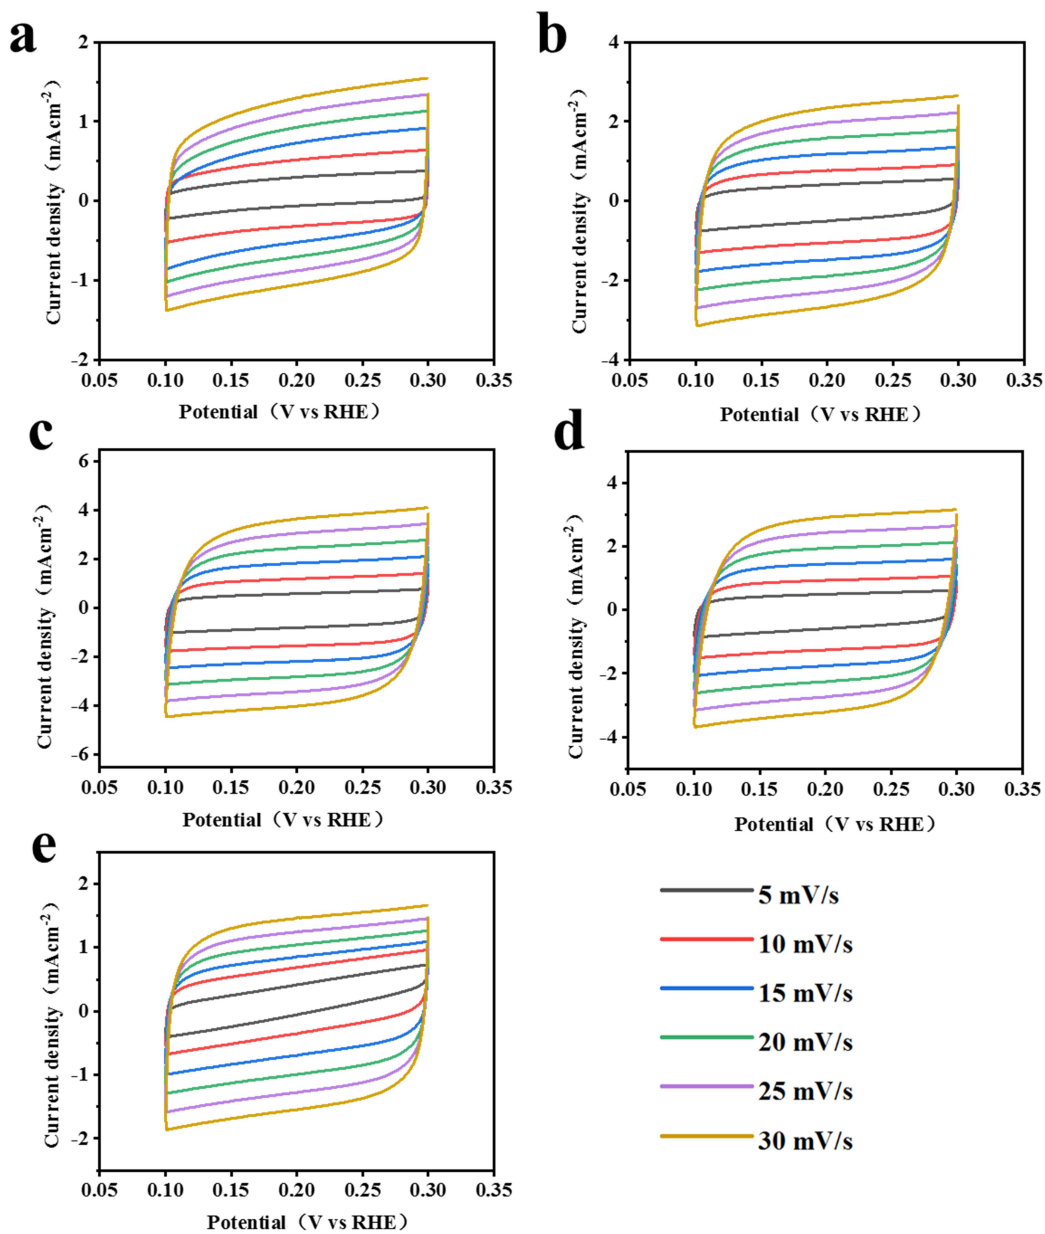 a
2
1
0
-1
-2
0.05 0.10 0.15 0.20 0.25 0.30 0.35
Current density（mAcm-2）
Potential（V vs RHE）
b
4
2
0
-2
-4
0.05 0.10 0.15 0.20 0.25 0.30 0.35
Current density（mAcm-2）
Potential（V vs RHE）
c
6
4
2
0
-2
-4
-6
0.05 0.10 0.15 0.20 0.25 0.30 0.35
Current density（mAcm-2）
Potential（V vs RHE）
d
4
2
0
-2
-4
0.05 0.10 0.15 0.20 0.25 0.30 0.35
Current density（mAcm-2）
Potential（V vs RHE）
e
2
1
0
-1
-2
0.05 0.10 0.15 0.20 0.25 0.30 0.35
Current density（mAcm-2）
Potential（V vs RHE）
5 mV/s
10 mV/s
15 mV/s
20 mV/s
25 mV/s
30 mV/s